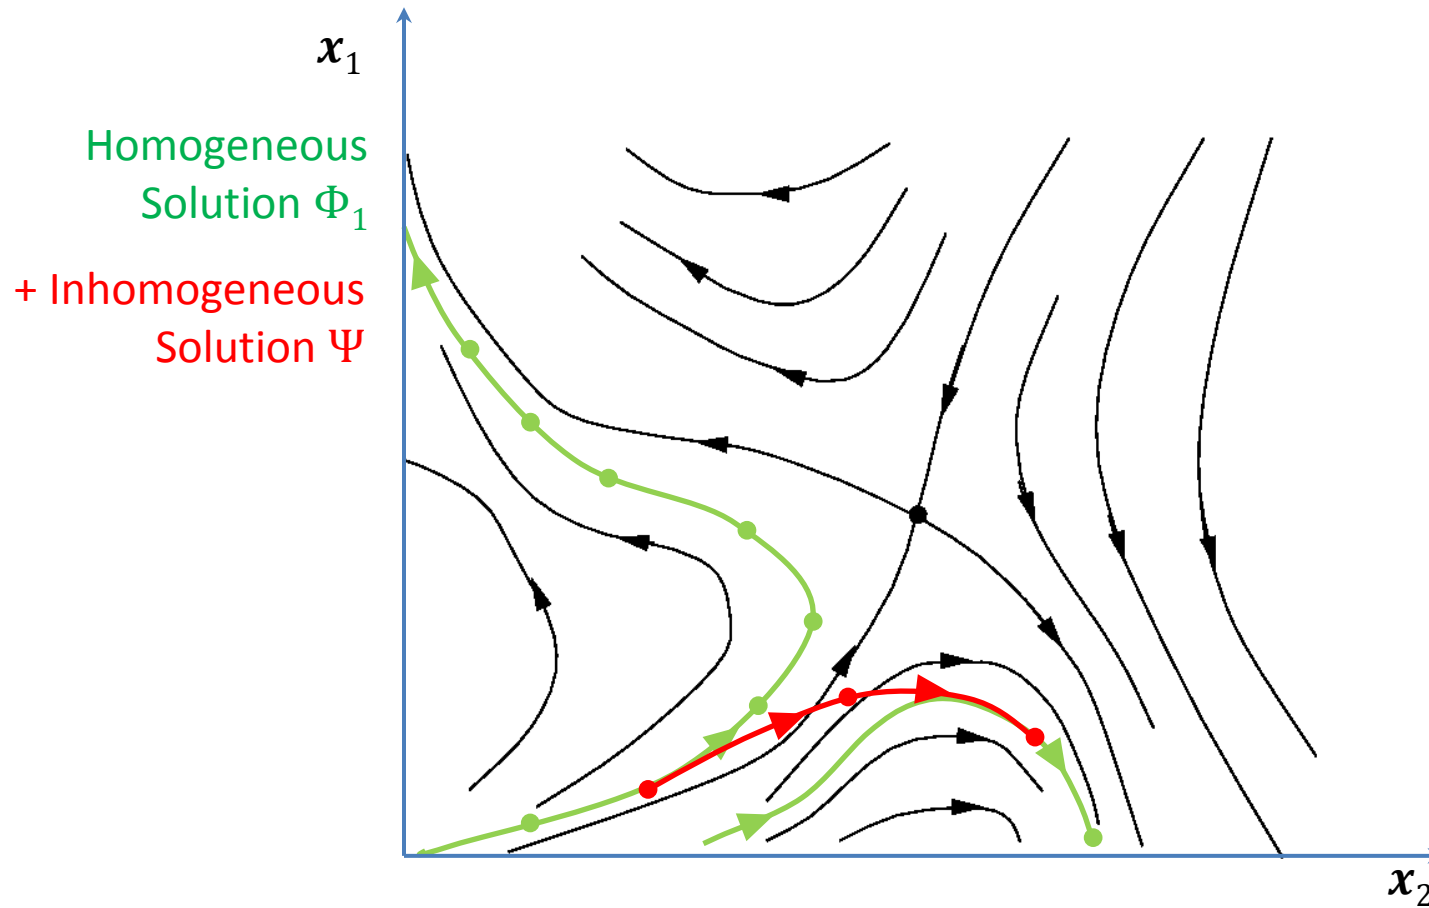 x₁
Homogeneous
Solution Φ₁
+ Inhomogeneous
Solution Ψ
x₂